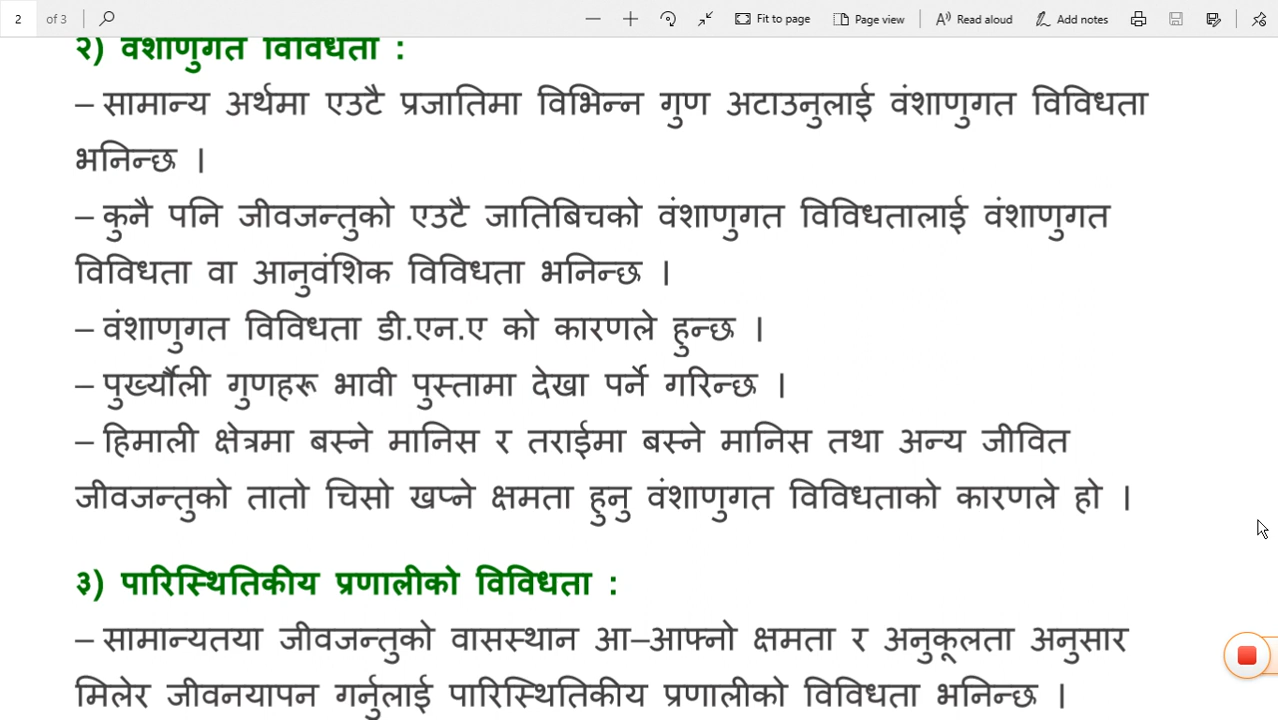 2 of 3 Fit to page Page view Read aloud Add notes
२) वंशाणुगत विविधता :
– सामान्य अर्थमा एउटै प्रजातिमा विभिन्न गुण अटाउनुलाई वंशाणुगत विविधता
भनिन्छ ।
– कुनै पनि जीवजन्तुको एउटै जातिबिचको वंशाणुगत विविधतालाई वंशाणुगत
विविधता वा आनुवंशिक विविधता भनिन्छ ।
– वंशाणुगत विविधता डी.एन.ए को कारणले हुन्छ ।
– पुर्ख्यौली गुणहरू भावी पुस्तामा देखा पर्ने गरिन्छ ।
– हिमाली क्षेत्रमा बस्ने मानिस र तराईमा बस्ने मानिस तथा अन्य जीवित
जीवजन्तुको तातो चिसो खप्ने क्षमता हुनु वंशाणुगत विविधताको कारणले हो ।
३) पारिस्थितिकीय प्रणालीको विविधता :
– सामान्यतया जीवजन्तुको वासस्थान आ–आफ्नो क्षमता र अनुकूलता अनुसार
मिलेर जीवनयापन गर्नुलाई पारिस्थितिकीय प्रणालीको विविधता भनिन्छ ।